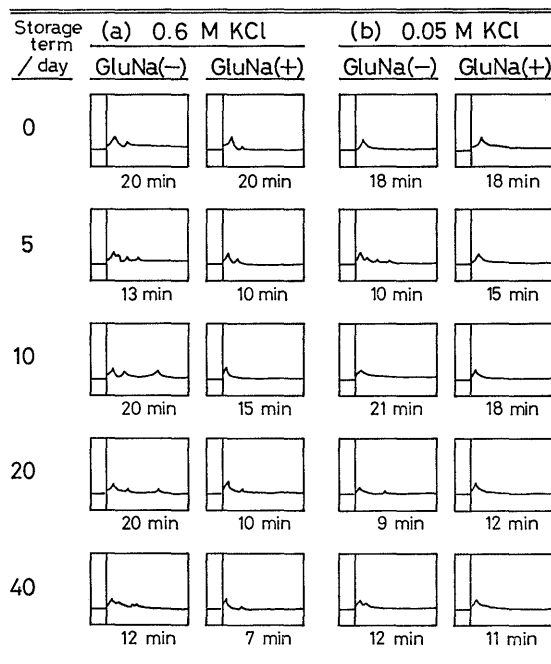 Storage term / day
(a) 0.6 M KCl
(b) 0.05 M KCl
GluNa(−) GluNa(+) GluNa(−) GluNa(+)
0
20 min 20 min 18 min 18 min
5
13 min 10 min 10 min 15 min
10
20 min 15 min 21 min 18 min
20
20 min 10 min 9 min 12 min
40
12 min 7 min 12 min 11 min